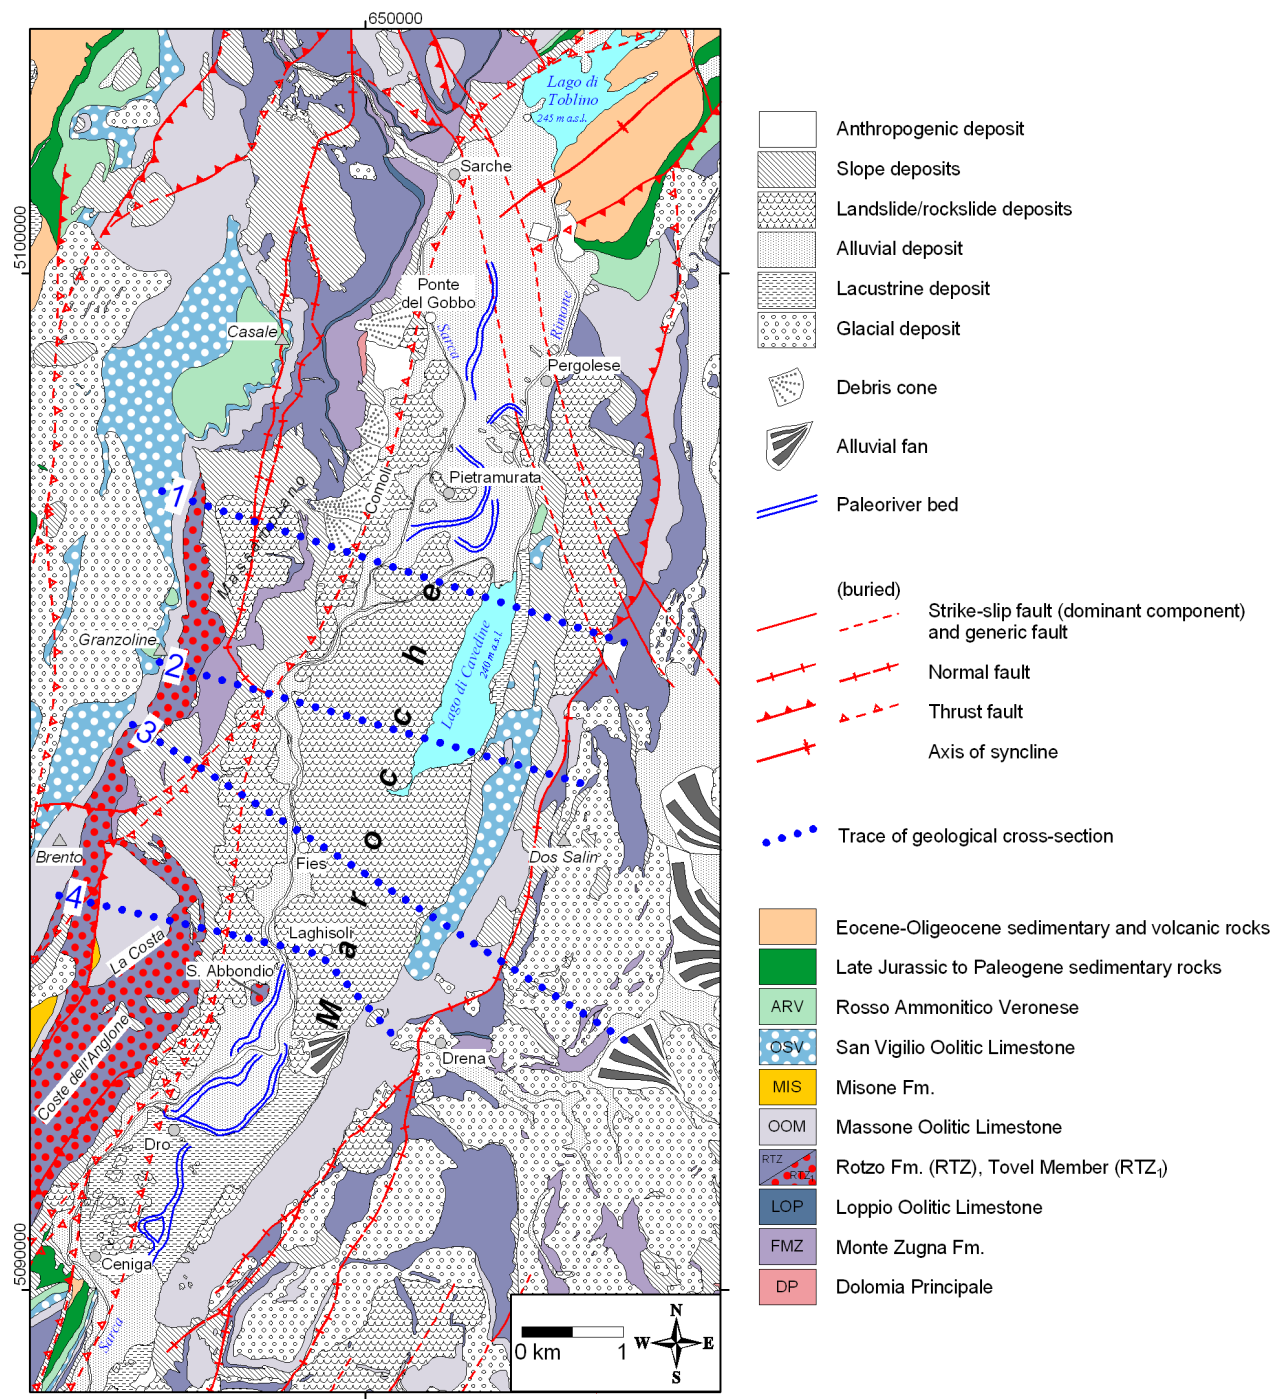 650000
5100000
5090000
Lago di
Toblino
245 m a.s.l.
Sarche
Ponte
del Gobbo
Sarca
Rimone
Casale
Pergolese
Comoli
Pietramurata
1
Massomolano
Granzoline
2
3
Lago di Cavedine
240 m a.s.l.
Marocche
Brento
Fies
Dos Salin
4
La Costa
Laghisoli
S. Abbondio
Coste dell'Anglone
Drena
Dro
Ceniga
Sarca
0 km 1
N
W E
S
Anthropogenic deposit
Slope deposits
Landslide/rockslide deposits
Alluvial deposit
Lacustrine deposit
Glacial deposit
Debris cone
Alluvial fan
Paleoriver bed
(buried)
Strike-slip fault (dominant component)
and generic fault
Normal fault
Thrust fault
Axis of syncline
Trace of geological cross-section
Eocene-Oligeocene sedimentary and volcanic rocks
Late Jurassic to Paleogene sedimentary rocks
ARV Rosso Ammonitico Veronese
OSV San Vigilio Oolitic Limestone
MIS Misone Fm.
OOM Massone Oolitic Limestone
RTZ RTZ1 Rotzo Fm. (RTZ), Tovel Member (RTZ1)
LOP Loppio Oolitic Limestone
FMZ Monte Zugna Fm.
DP Dolomia Principale